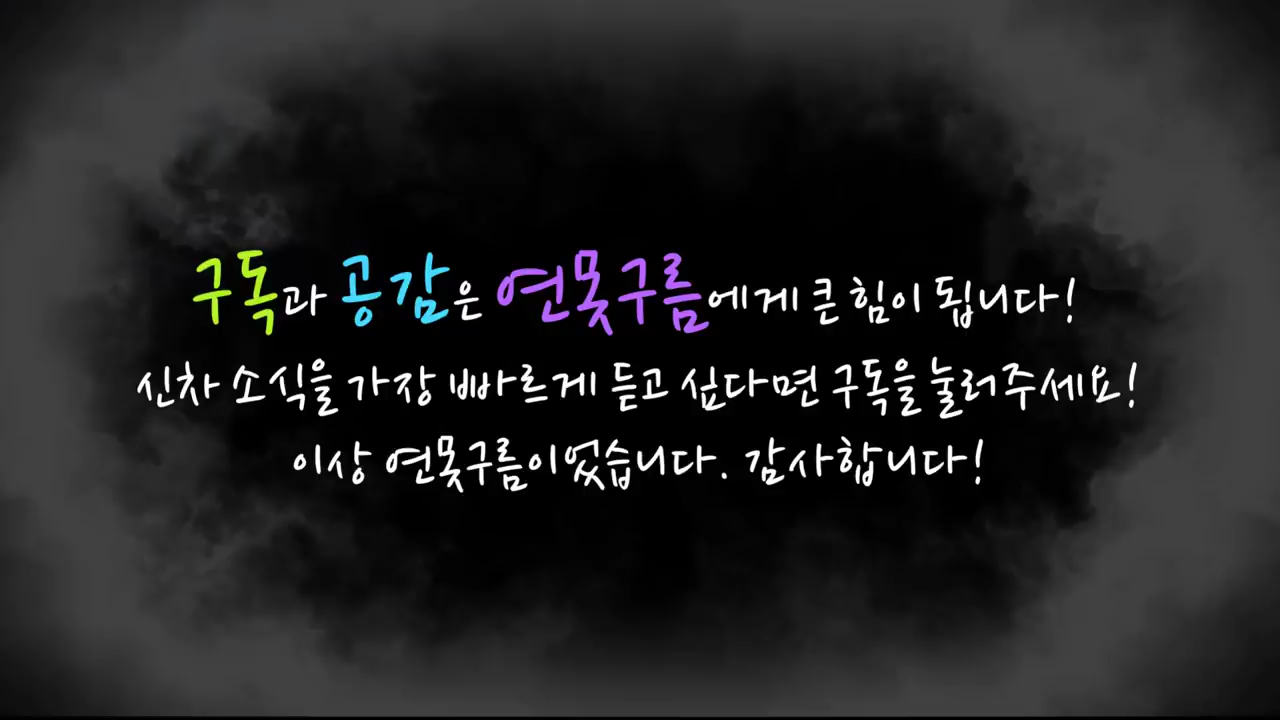 구독과 공감은 연못구름에게 큰 힘이 됩니다!
신차 소식을 가장 빠르게 듣고 싶다면 구독을 눌러주세요!
이상 연못구름이었습니다. 감사합니다!